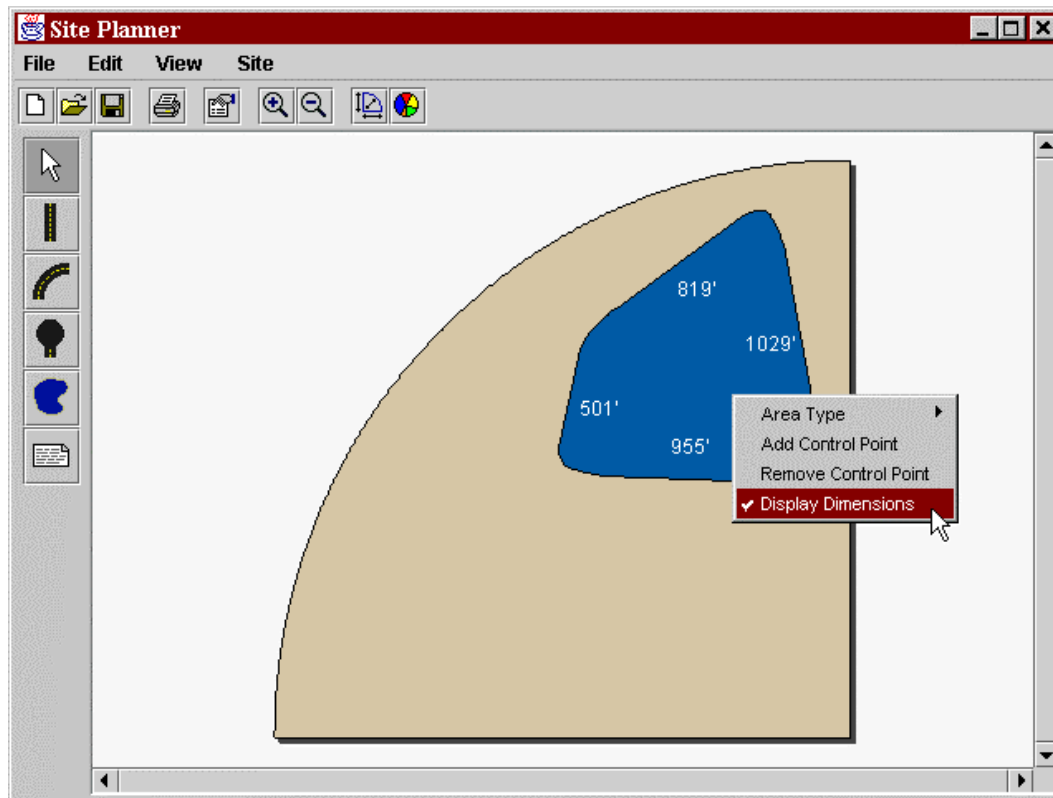 Site Planner
File Edit View Site
819'
1029'
501'
955'
Area Type
Add Control Point
Remove Control Point
Display Dimensions